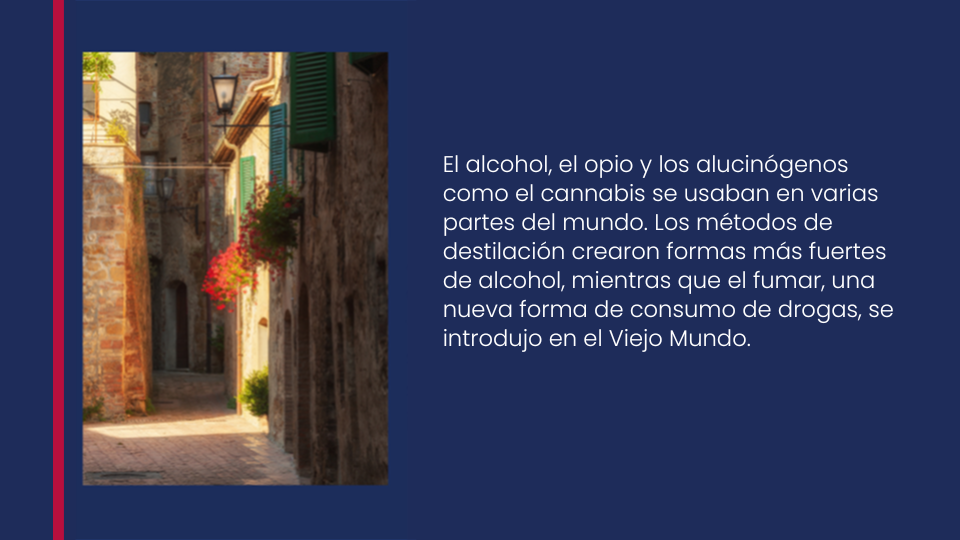 El alcohol, el opio y los alucinógenos
como el cannabis se usaban en varias
partes del mundo. Los métodos de
destilación crearon formas más fuertes
de alcohol, mientras que el fumar, una
nueva forma de consumo de drogas, se
introdujo en el Viejo Mundo.